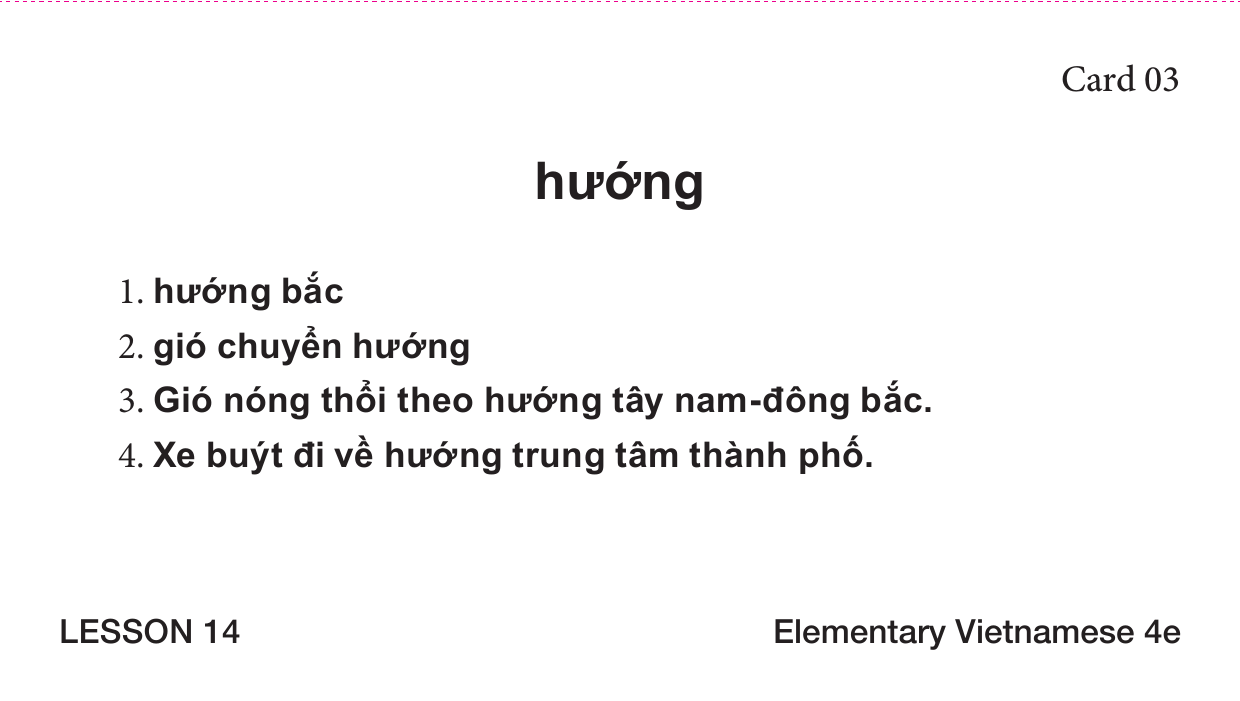 Card 03
hướng
1. hướng bắc
2. gió chuyển hướng
3. Gió nóng thổi theo hướng tây nam-đông bắc.
4. Xe buýt đi về hướng trung tâm thành phố.
LESSON 14
Elementary Vietnamese 4e